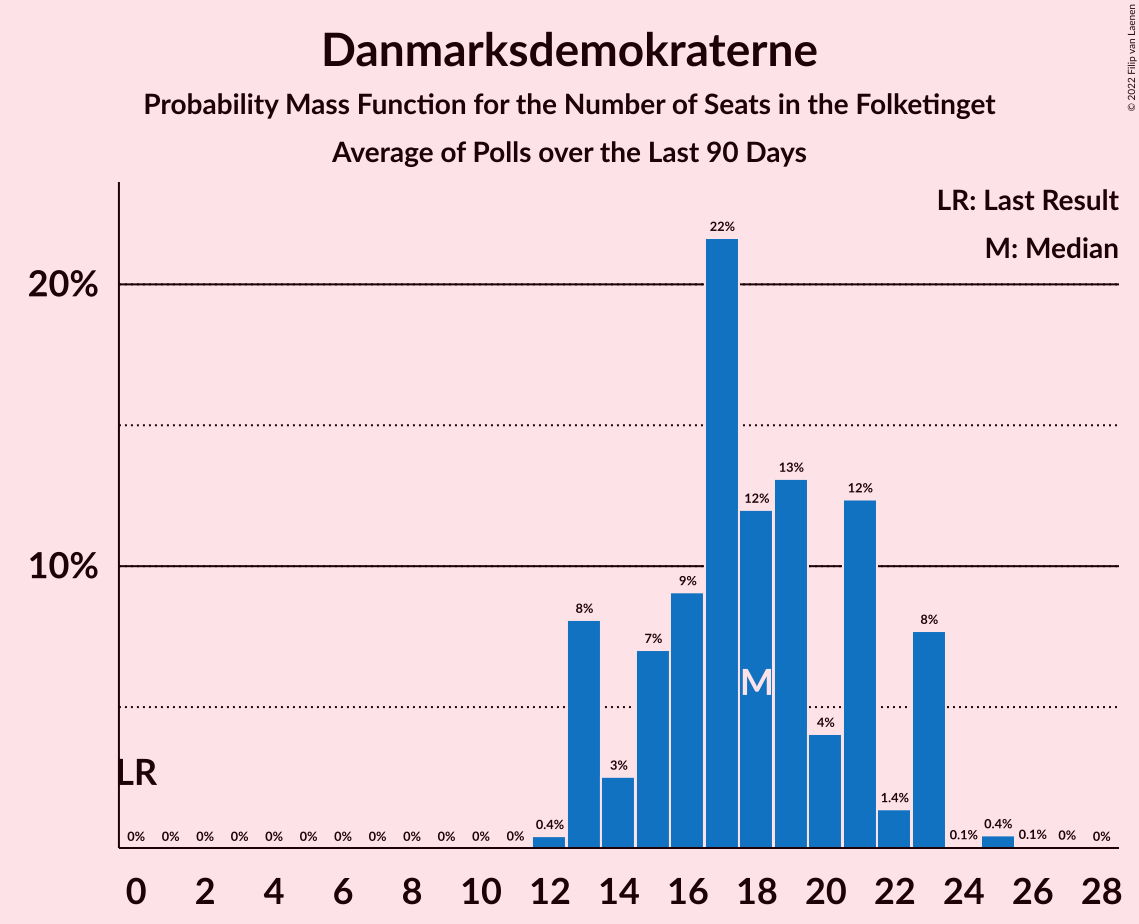 Danmarksdemokraterne
Probability Mass Function for the Number of Seats in the Folketinget
Average of Polls over the Last 90 Days
© 2022 Filip van Laenen
LR: Last Result
M: Median
20%
10%
22%
13%
12%
12%
9%
8%
8%
7%
M
4%
3%
LR
1.4%
0% 0% 0% 0% 0% 0% 0% 0% 0% 0% 0% 0% 0.4% 0.1% 0.4% 0.1% 0% 0%
0 2 4 6 8 10 12 14 16 18 20 22 24 26 28